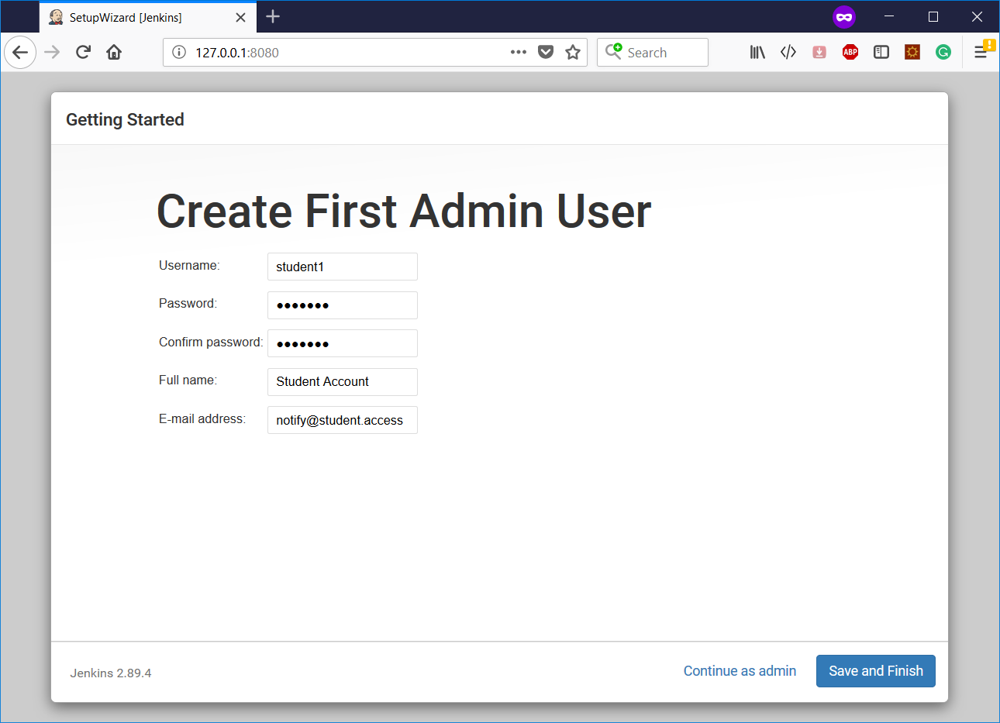 SetupWizard [Jenkins]
127.0.0.1:8080
Search
ABP
Getting Started
Create First Admin User
Username: student1
Password: •••••••
Confirm password: •••••••
Full name: Student Account
E-mail address: notify@student.access
Jenkins 2.89.4
Continue as admin
Save and Finish